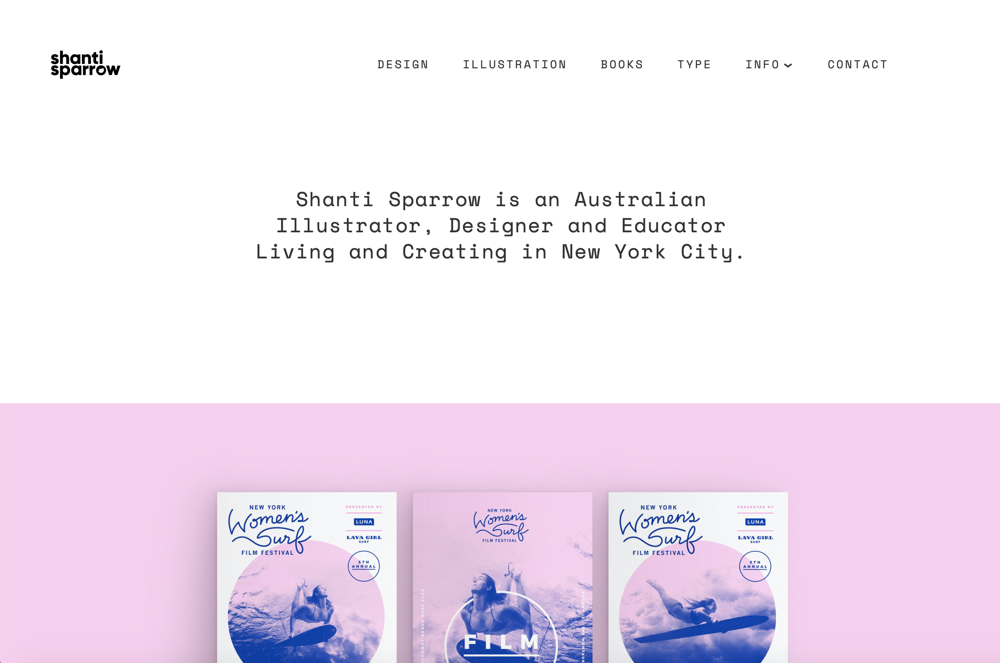 shanti
sparrow
DESIGN
ILLUSTRATION
BOOKS
TYPE
INFO
CONTACT
Shanti Sparrow is an Australian
Illustrator, Designer and Educator
Living and Creating in New York City.
NEW YORK
Women's
Surf
FILM FESTIVAL
PRESENTED BY
LUNA
LAVA GIRL
SURF
5TH
ANNUAL
NEW YORK
Women's
Surf
FILM FESTIVAL
BEACH SURF CLUB
FILM
NEW YORK
Women's
Surf
FILM FESTIVAL
PRESENTED BY
LUNA
LAVA GIRL
SURF
5TH
ANNUAL